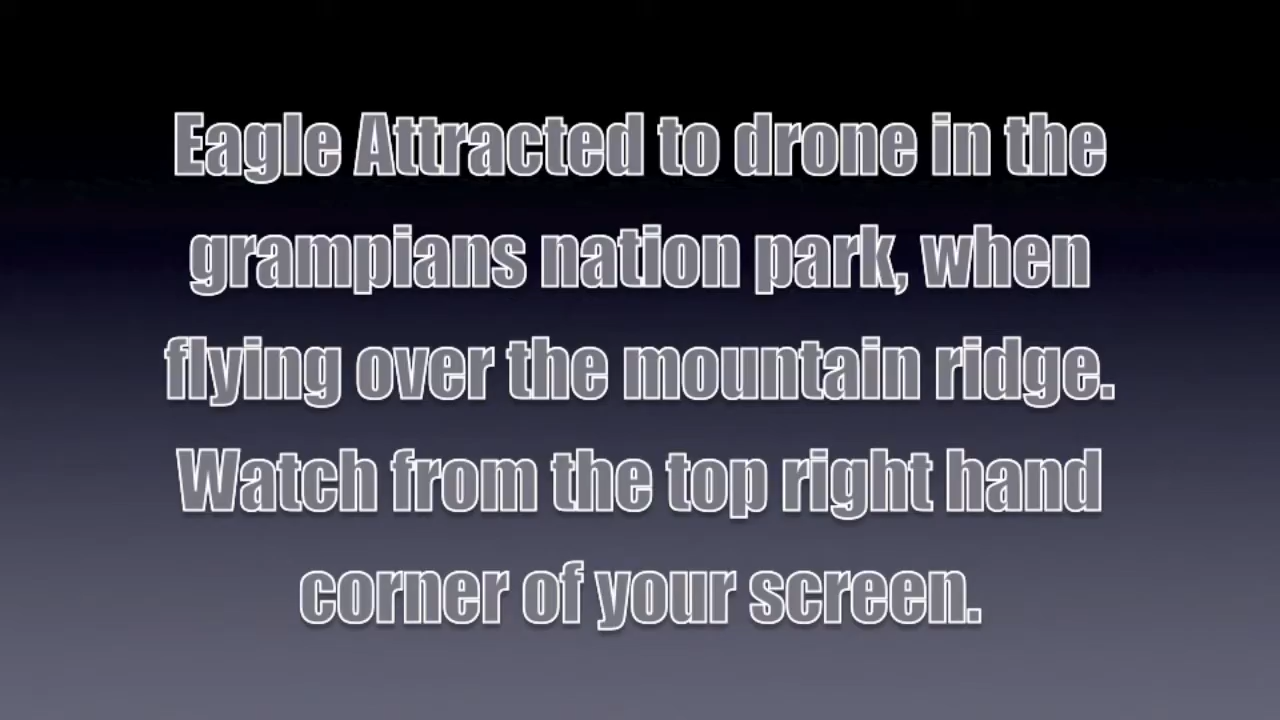 Eagle Attracted to drone in the
grampians nation park, when
flying over the mountain ridge.
Watch from the top right hand
corner of your screen.